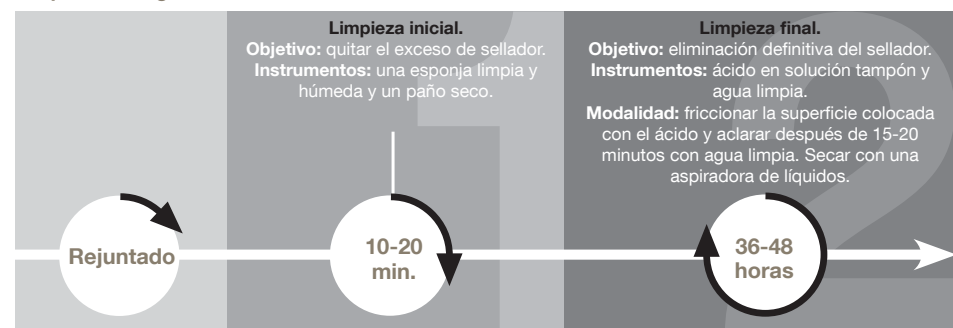 Limpieza inicial.
Objetivo: quitar el exceso de sellador.
Instrumentos: una esponja limpia y
húmeda y un paño seco.
Limpieza final.
Objetivo: eliminación definitiva del sellador.
Instrumentos: ácido en solución tampón y
agua limpia.
Modalidad: friccionar la superficie colocada
con el ácido y aclarar después de 15-20
minutos con agua limpia. Secar con una
aspiradora de líquidos.
1
2
Rejuntado
10-20
min.
36-48
horas